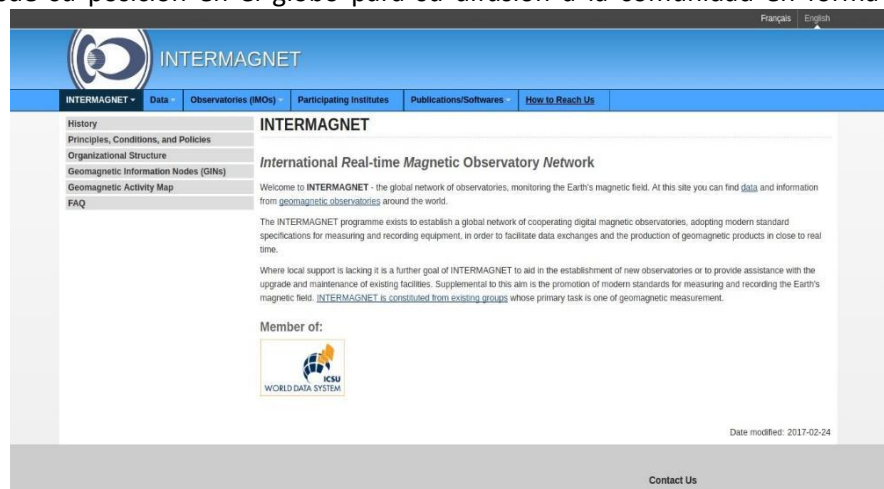 su posición en el globo para su difusión a la comunidad en forma
Français English
INTERMAGNET
INTERMAGNET Data Observatories (IMOs) Participating Institutes Publications/Softwares How to Reach Us
History
Principles, Conditions, and Policies
Organizational Structure
Geomagnetic Information Nodes (GINs)
Geomagnetic Activity Map
FAQ
INTERMAGNET
International Real-time Magnetic Observatory Network
Welcome to INTERMAGNET - the global network of observatories, monitoring the Earth's magnetic field. At this site you can find data and information
from geomagnetic observatories around the world.
The INTERMAGNET programme exists to establish a global network of cooperating digital magnetic observatories, adopting modern standard
specifications for measuring and recording equipment, in order to facilitate data exchanges and the production of geomagnetic products in close to real
time.
Where local support is lacking it is a further goal of INTERMAGNET to aid in the establishment of new observatories or to provide assistance with the
upgrade and maintenance of existing facilities. Supplemental to this aim is the promotion of modern standards for measuring and recording the Earth's
magnetic field. INTERMAGNET is constituted from existing groups whose primary task is one of geomagnetic measurement.
Member of:
ICSU
WORLD DATA SYSTEM
Date modified: 2017-02-24
Contact Us